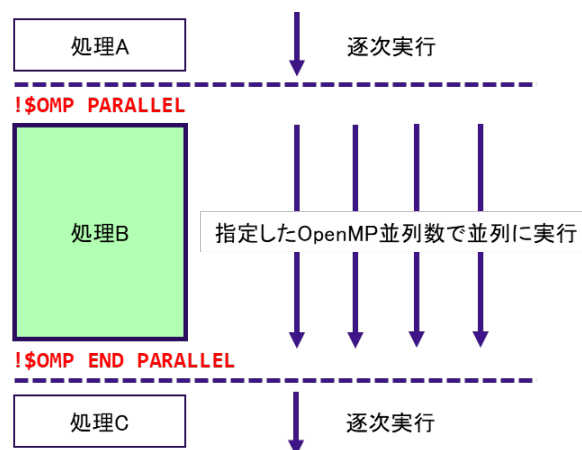 処理A
逐次実行
!$OMP PARALLEL
処理B
指定したOpenMP並列数で並列に実行
!$OMP END PARALLEL
処理C
逐次実行